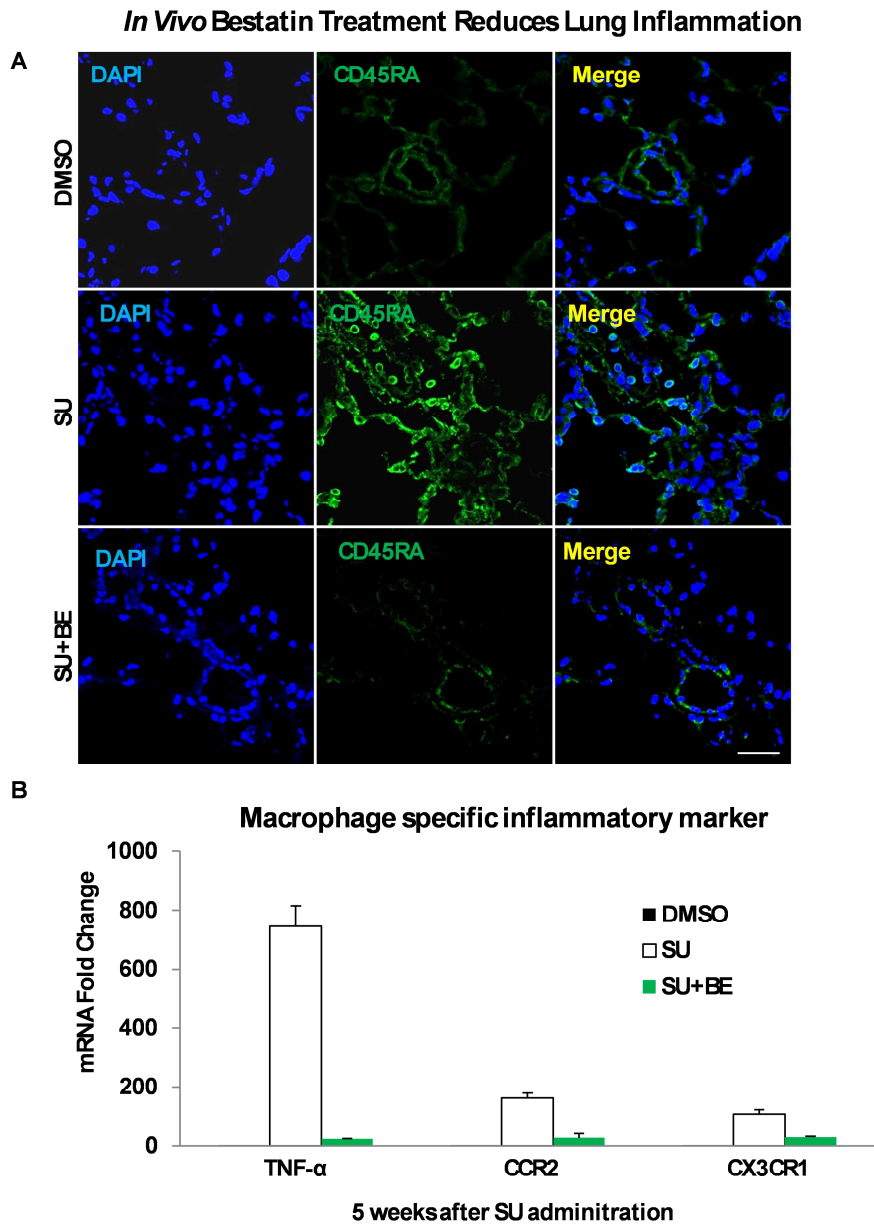 In Vivo Bestatin Treatment Reduces Lung Inflammation
A
DAPI CD45RA Merge
DMSO
DAPI CD45RA Merge
SU
DAPI CD45RA Merge
SU+BE
B
Macrophage specific inflammatory marker
1000
800
600
400
200
0
mRNA Fold Change
DMSO
SU
SU+BE
TNF-α CCR2 CX3CR1
5 weeks after SU adminitration